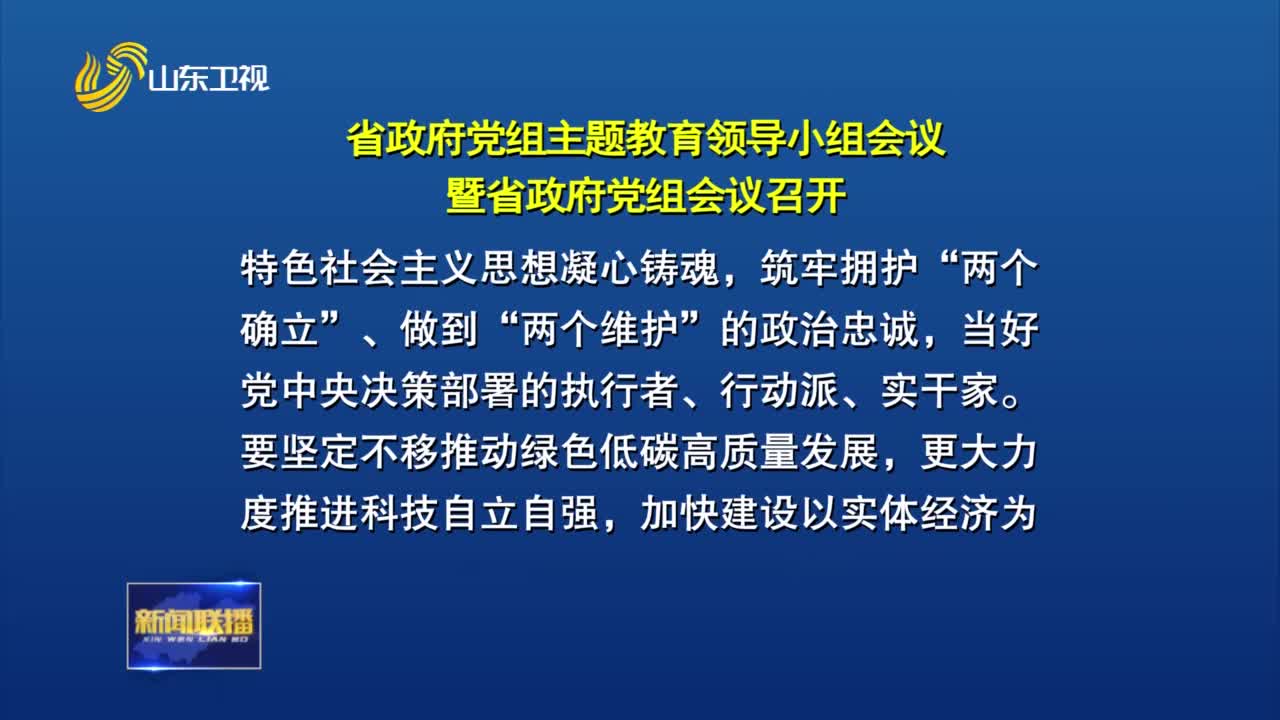 山东卫视
省政府党组主题教育领导小组会议
暨省政府党组会议召开
特色社会主义思想凝心铸魂，筑牢拥护“两个
确立”、做到“两个维护”的政治忠诚，当好
党中央决策部署的执行者、行动派、实干家。
要坚定不移推动绿色低碳高质量发展，更大力
度推进科技自立自强，加快建设以实体经济为
新闻联播
XIN WEN LIAN BO